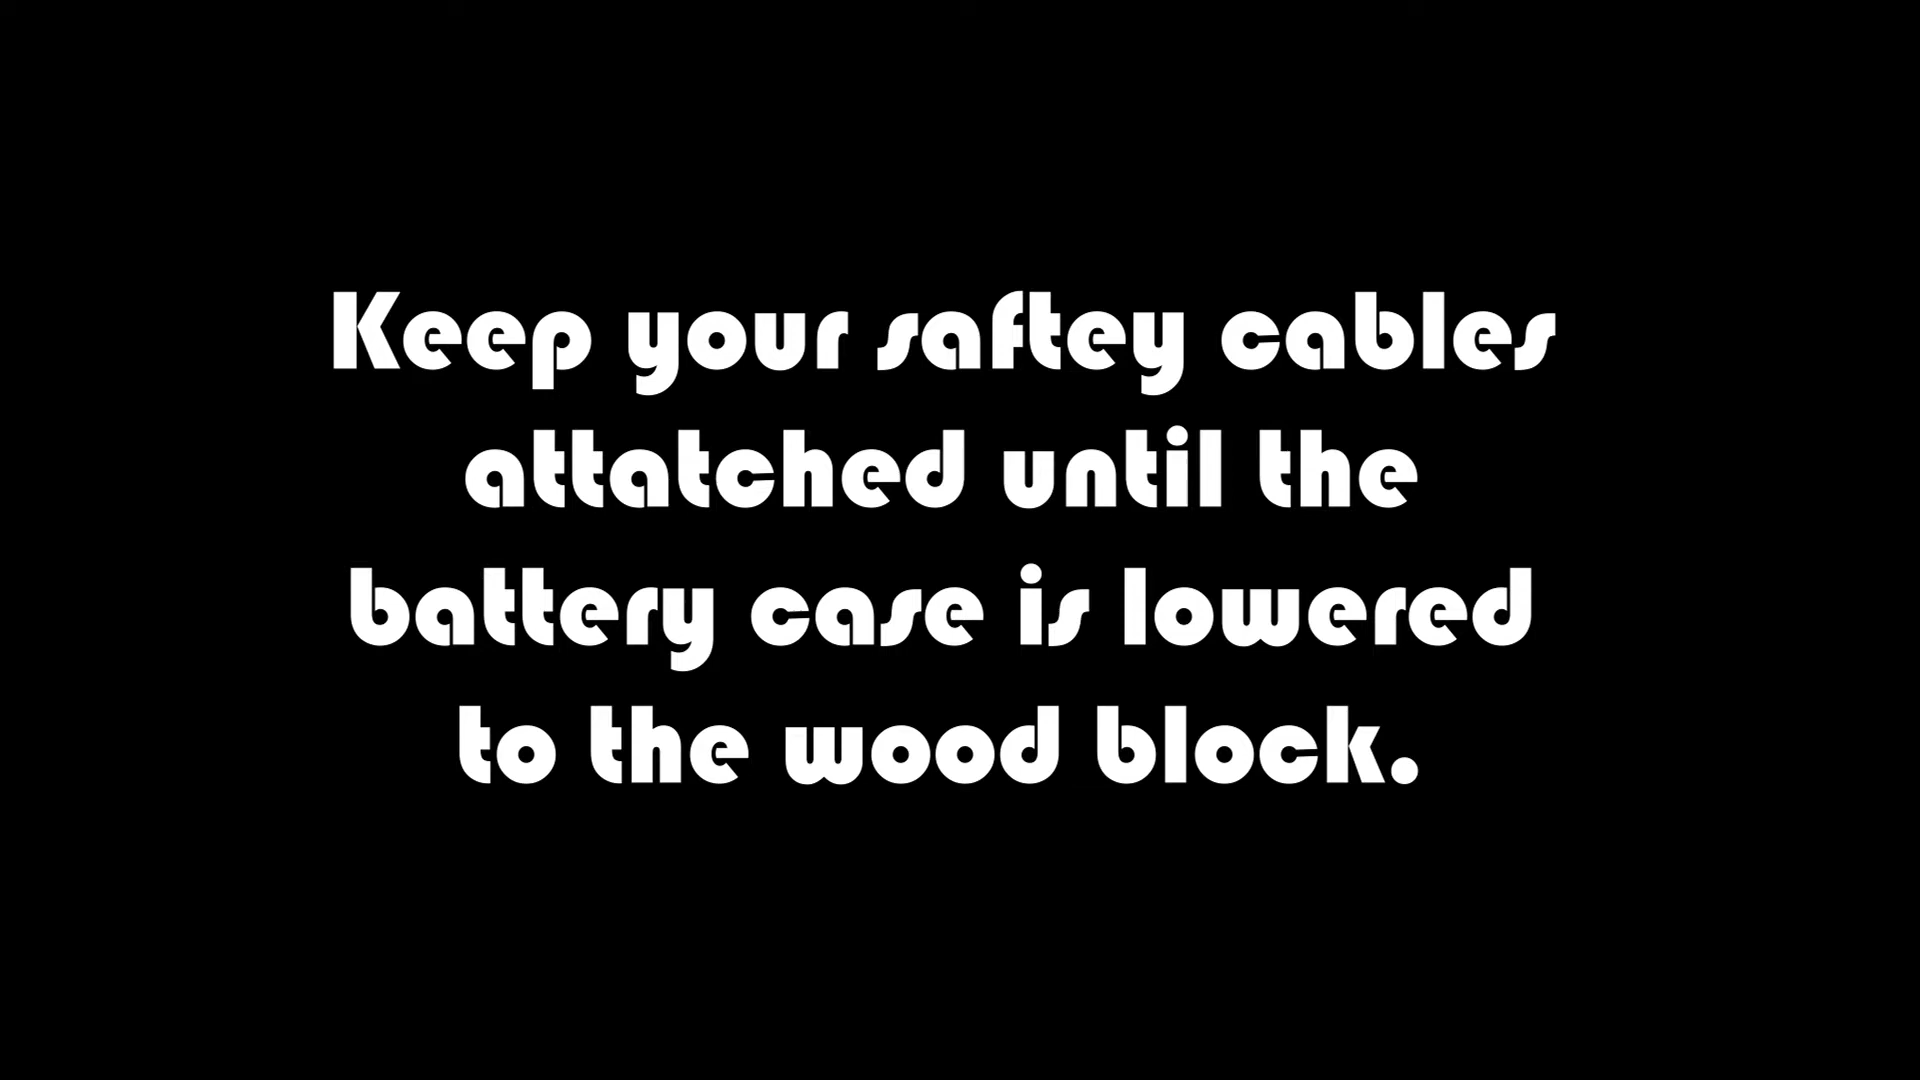 Keep your saftey cables
attatched until the
battery case is lowered
to the wood block.